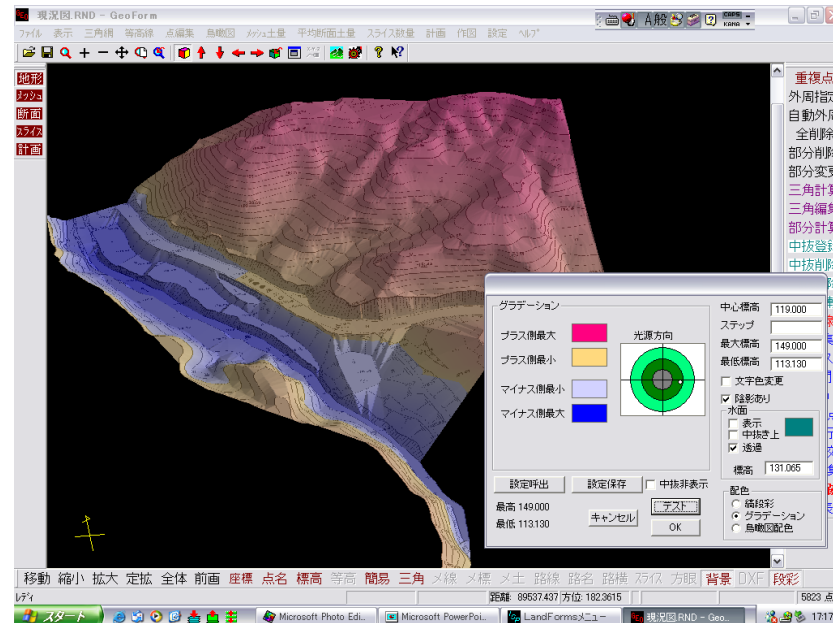 現況図.RND - GeoForm
A 般 CAPS KANA
ファイル 表示 三角網 等高線 点編集 鳥瞰図 メッシュ土量 平均断面土量 スライス数量 計画 作図 設定 ヘルプ
地形
メッシュ
断面
スライス
計画
重複点
外周指定
自動外周
全削除
部分削除
部分変更
三角計算
三角編集
部分計算
中抜登録
中抜削除
グラデーション
プラス側最大
プラス側最小
マイナス側最小
マイナス側最大
光源方向
中心標高 119.000
ステップ
最大標高 149.000
最低標高 113.130
文字色変更
陰影あり
水面
表示
中抜き上
透過
標高 131.065
設定呼出 設定保存 中抜非表示
最高 149.000
最低 113.130
キャンセル テスト
OK
配色
縞段彩
グラデーション
鳥瞰図配色
移動 縮小 拡大 定拡 全体 前画 座標 点名 標高 等高 簡易 三角 メ線 メ標 メ土 路線 路名 路横 スライス 方眼 背景 DXF 段彩
レディ 距離: 89537.437 方位: 182.3615 5823 点
スタート Microsoft Photo Edi... Microsoft PowerPoi... LandFormsメニュー 現況図.RND - Geo... 17:17